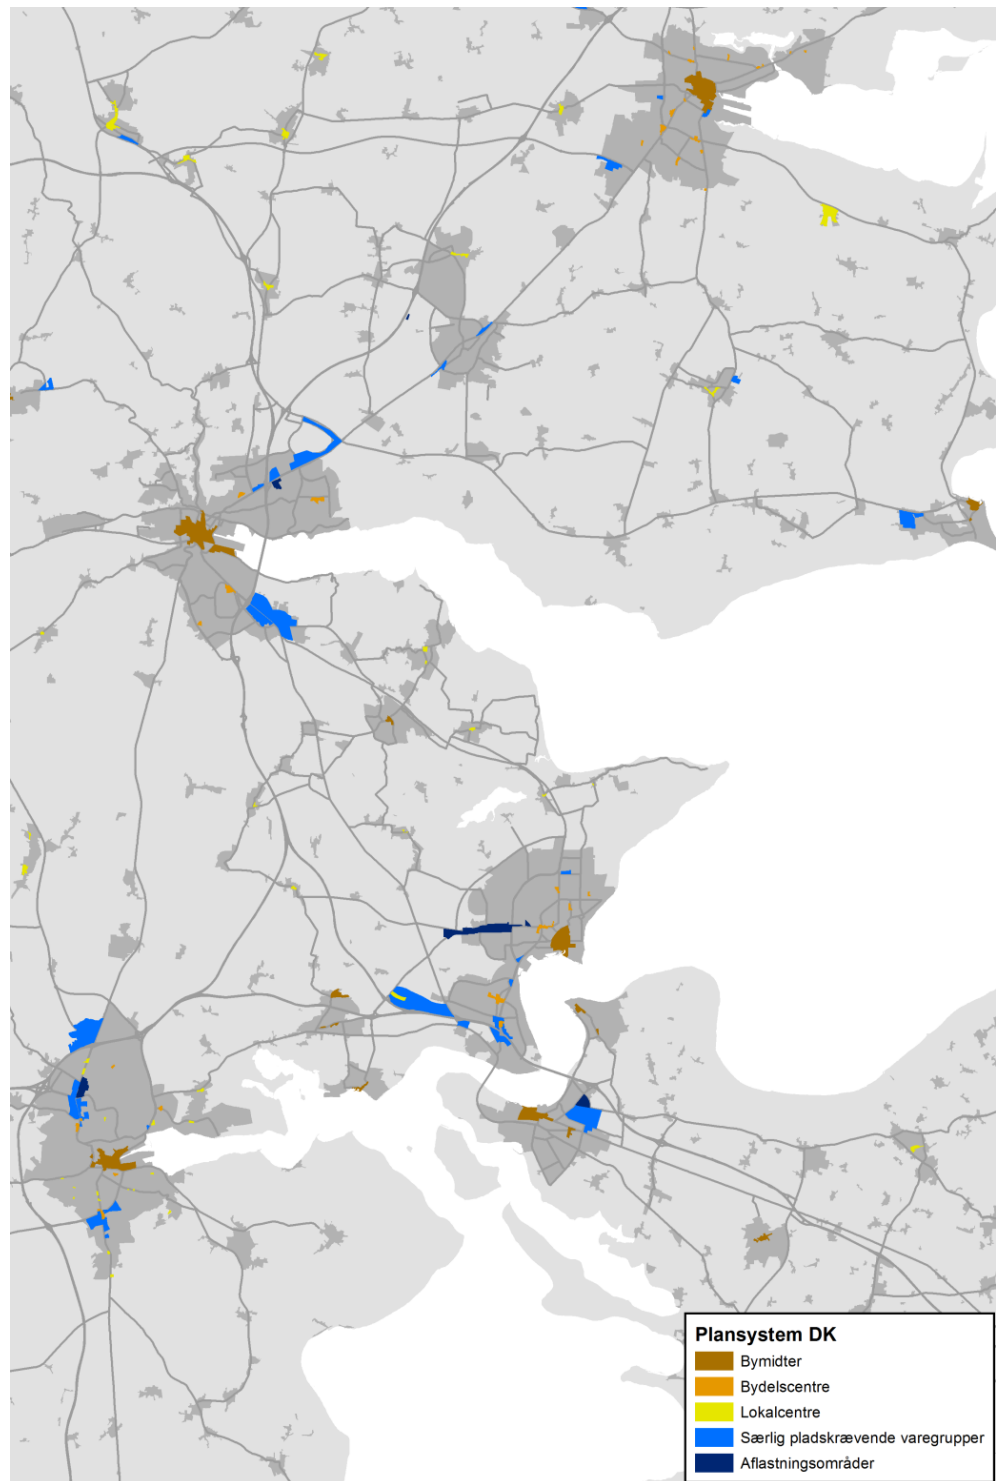 Plansystem DK
Bymidter
Bydelscentre
Lokalcentre
Særlig pladskrævende varegrupper
Aflastningsområder